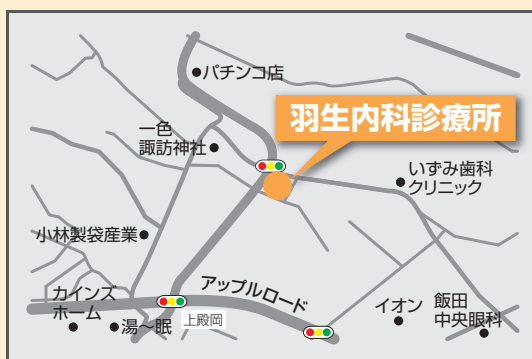 パチンコ店
羽生内科診療所
一色
諏訪神社
いずみ歯科
クリニック
小林製袋産業
アップルロード
カインズ
ホーム
湯～眠
上殿岡
イオン
飯田
中央眼科